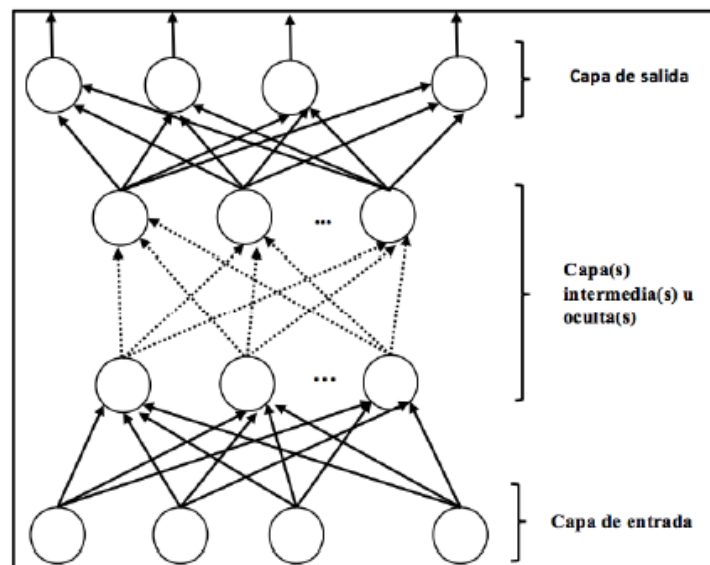 Capa de salida
...
Capa(s)
intermedia(s) u
oculta(s)
...
Capa de entrada